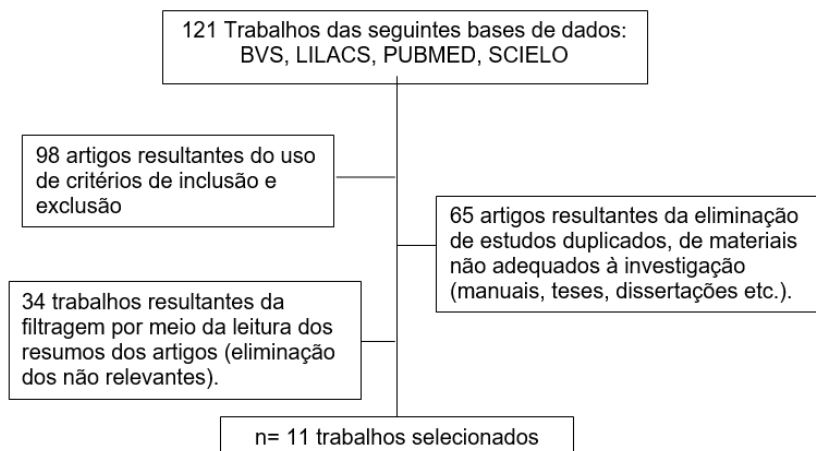 121 Trabalhos das seguintes bases de dados:
BVS, LILACS, PUBMED, SCIELO
98 artigos resultantes do uso
de critérios de inclusão e
exclusão
65 artigos resultantes da eliminação
de estudos duplicados, de materiais
não adequados à investigação
(manuais, teses, dissertações etc.).
34 trabalhos resultantes da
filtragem por meio da leitura dos
resumos dos artigos (eliminação
dos não relevantes).
n= 11 trabalhos selecionados